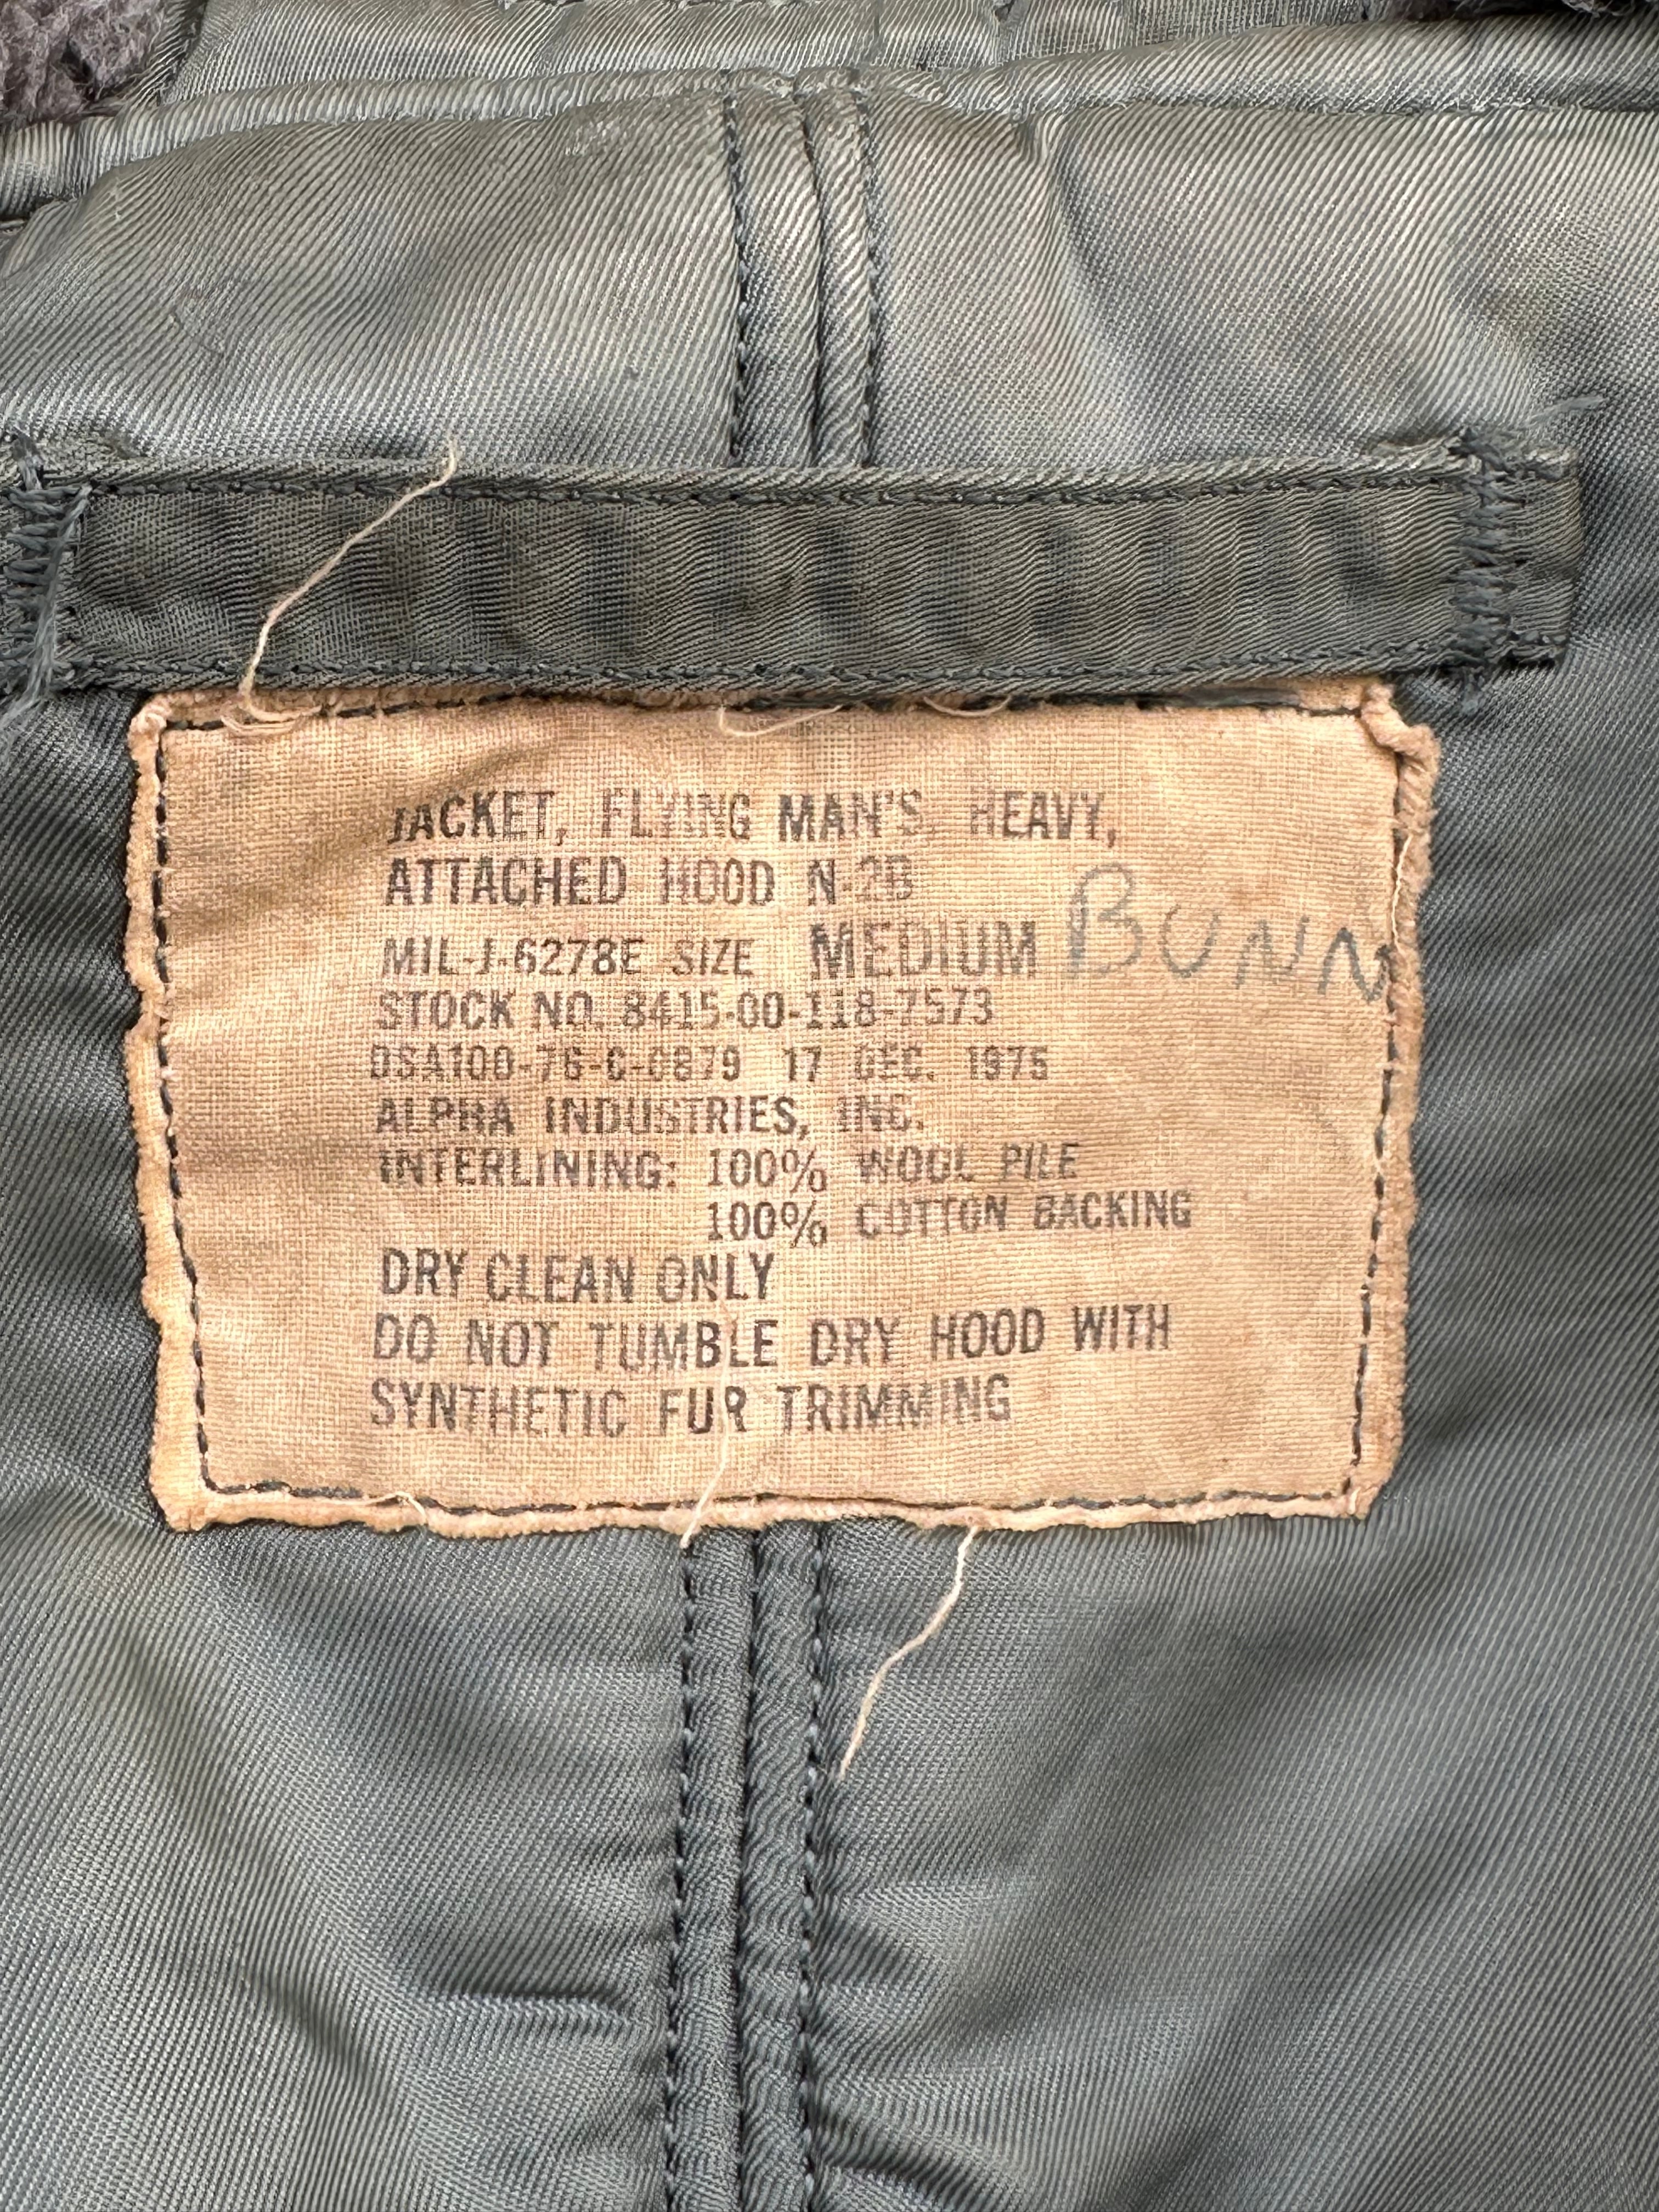 JACKET, FLYING MAN'S, HEAVY,
ATTACHED HOOD N-2B
MIL-J-6278E SIZE MEDIUM BUNN
STOCK NO. 8415-00-118-7573
DSA100-76-C-0879 17 DEC. 1975
ALPHA INDUSTRIES, INC.
INTERLINING: 100% WOOL PILE
100% COTTON BACKING
DRY CLEAN ONLY
DO NOT TUMBLE DRY HOOD WITH
SYNTHETIC FUR TRIMMING